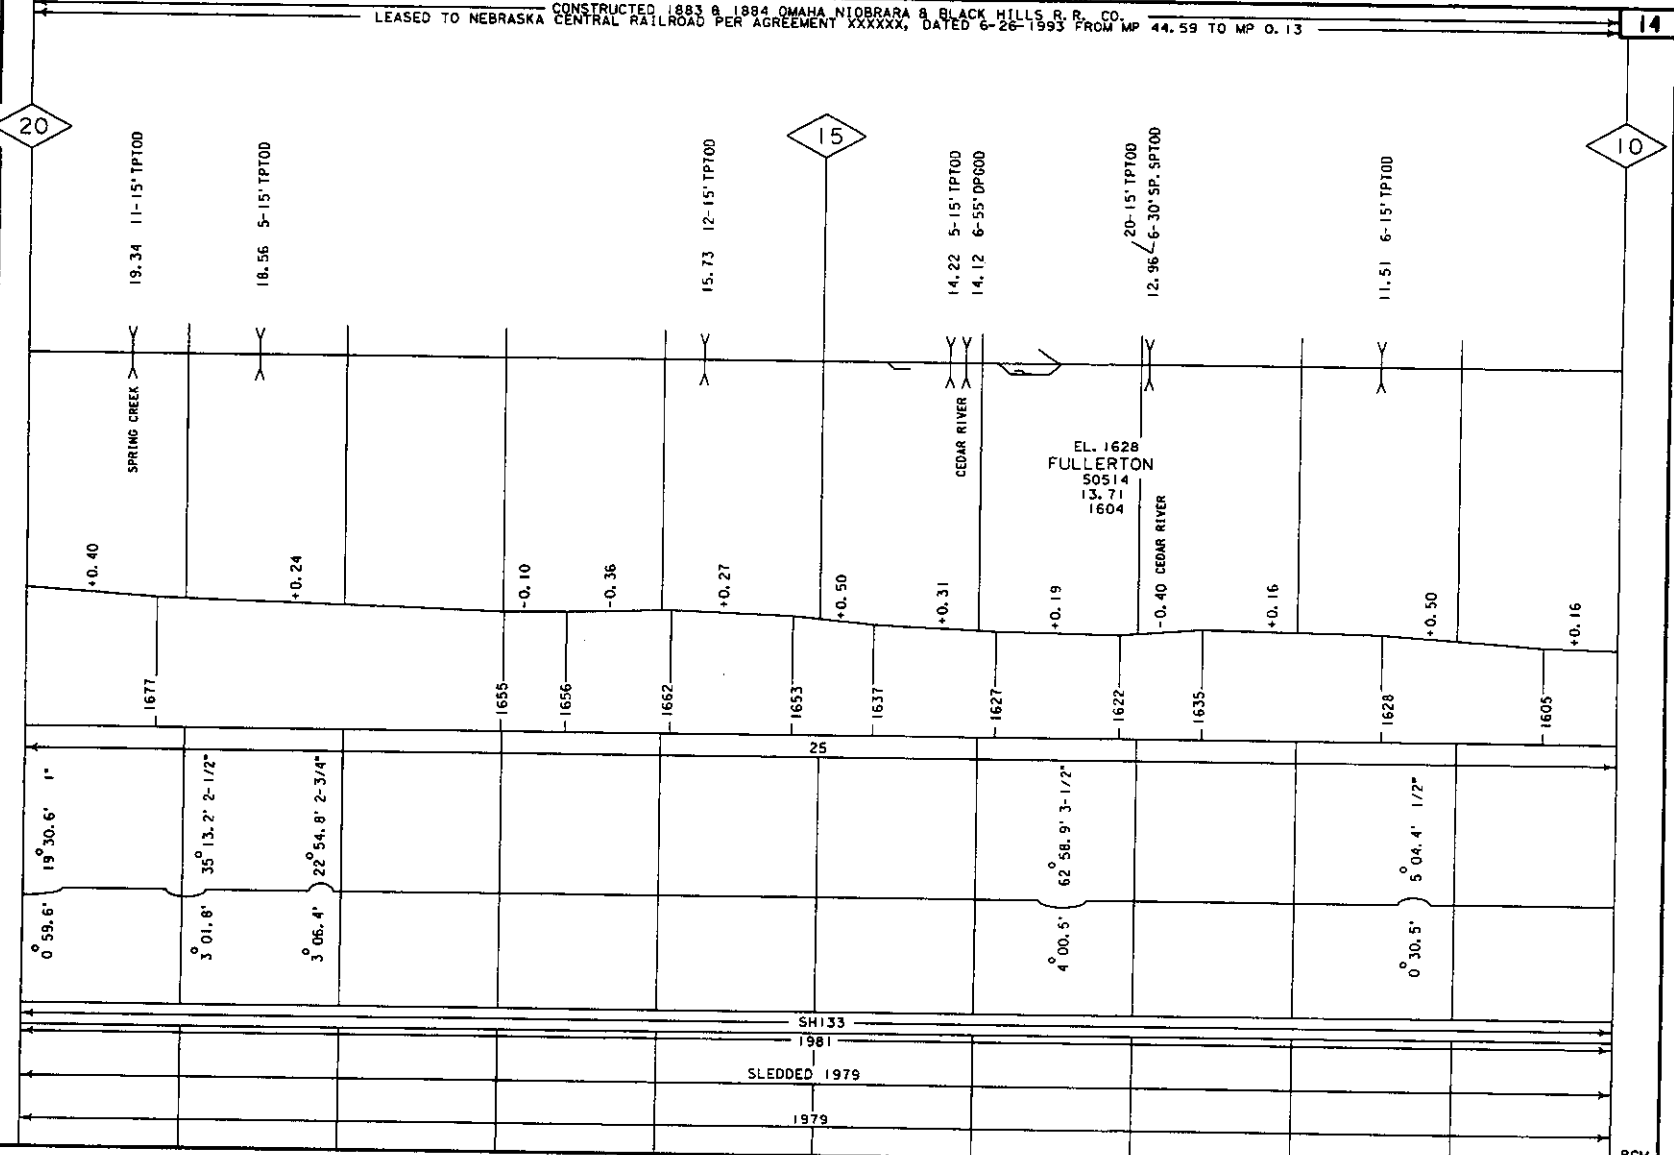 CONSTRUCTED 1883 & 1894 OMAHA NIOBRARA & BLACK HILLS R. R. CO.
LEASED TO NEBRASKA CENTRAL RAILROAD PER AGREEMENT XXXXXX, DATED 6-26-1993 FROM MP 44.59 TO MP 0.13
14
20
15
10
19.34 11-15' TPTOD
18.56 5-15' TPTOD
15.73 12-15' TPTOD
14.22 5-15' TPTOD
14.12 6-55' DPGOD
20-15' TPTOD
12.96 6-30' SP. SPTOD
11.51 6-15' TPTOD
SPRING CREEK
CEDAR RIVER
EL. 1628
FULLERTON
S0514
13.71
1604
+0.40
+0.24
-0.10
-0.36
+0.27
+0.50
+0.31
+0.19
-0.40 CEDAR RIVER
+0.16
+0.50
+0.16
1677
1655
1656
1662
1653
1637
1627
1622
1635
1628
1605
25
19° 30.6' 1"
35° 13.2' 2-1/2"
22° 54.8' 2-3/4"
62° 58.9' 3-1/2"
5° 04.4' 1/2"
0° 59.6'
3° 01.8'
3° 06.4'
4° 00.5'
0° 30.5'
SH133
1981
SLEDDED 1979
1979